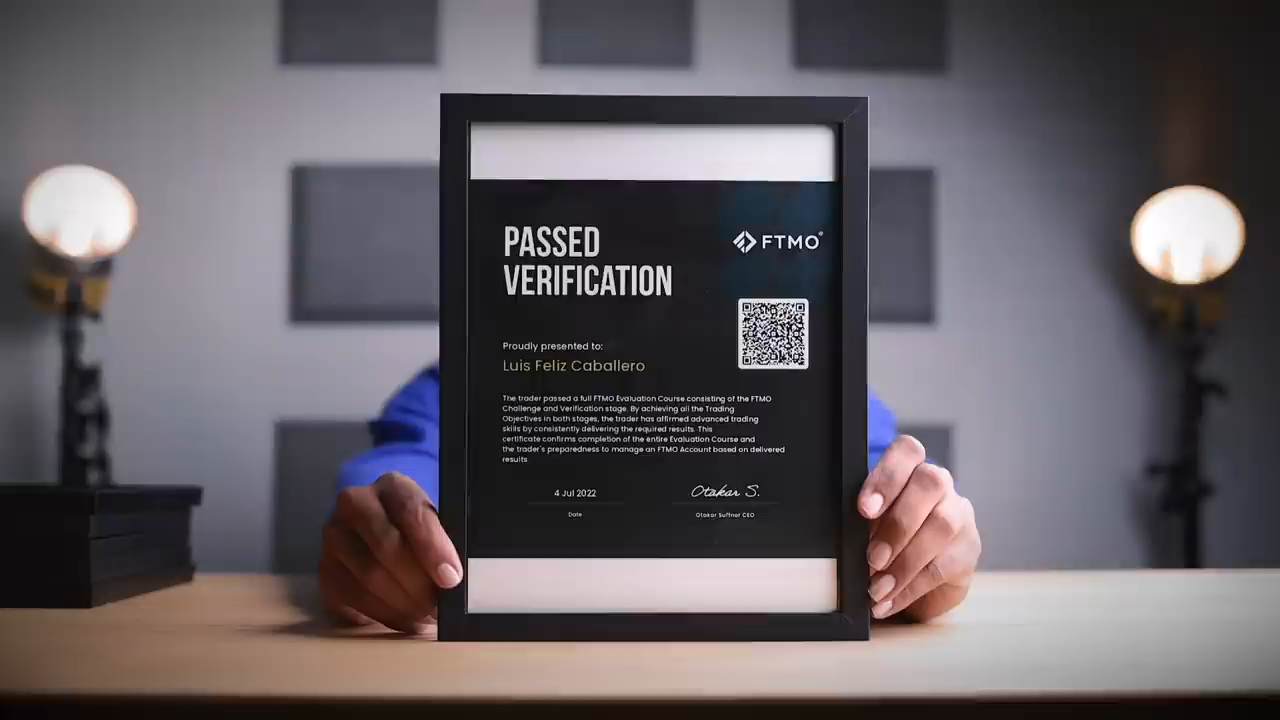 PASSED
VERIFICATION
FTMO®
Proudly presented to:
Luis Feliz Caballero
The trader passed a full FTMO Evaluation Course consisting of the FTMO
Challenge and Verification stage. By achieving all the Trading
Objectives in both stages, the trader has affirmed advanced trading
skills by consistently delivering the required results. This
certificate confirms completion of the entire Evaluation Course and
the trader's preparedness to manage an FTMO Account based on delivered
results
4 Jul 2022
Otakar S.
Date
Otakar Suffner CEO